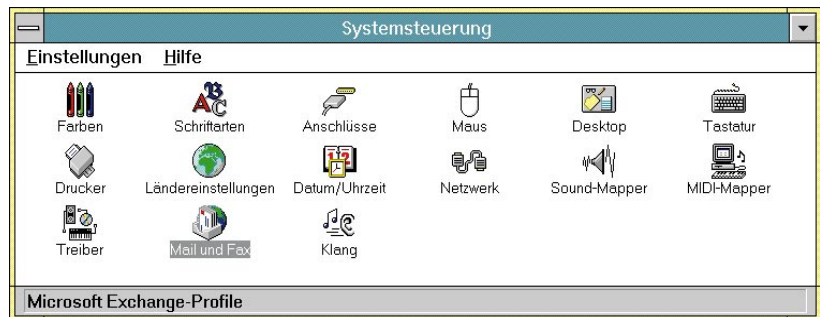 Systemsteuerung
Einstellungen Hilfe
Farben Schriftarten Anschlüsse Maus Desktop Tastatur
Drucker Ländereinstellungen Datum/Uhrzeit Netzwerk Sound-Mapper MIDI-Mapper
Treiber Mail und Fax Klang
Microsoft Exchange-Profile